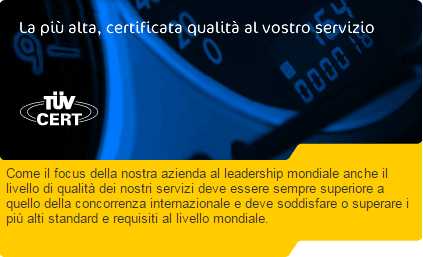 La più alta, certificata qualità al vostro servizio
164
000016
TÜV
CERT
Come il focus della nostra azienda al leadership mondiale anche il
livello di qualità dei nostri servizi deve essere sempre superiore a
quello della concorrenza internazionale e deve soddisfare o superare i
più alti standard e requisiti al livello mondiale.